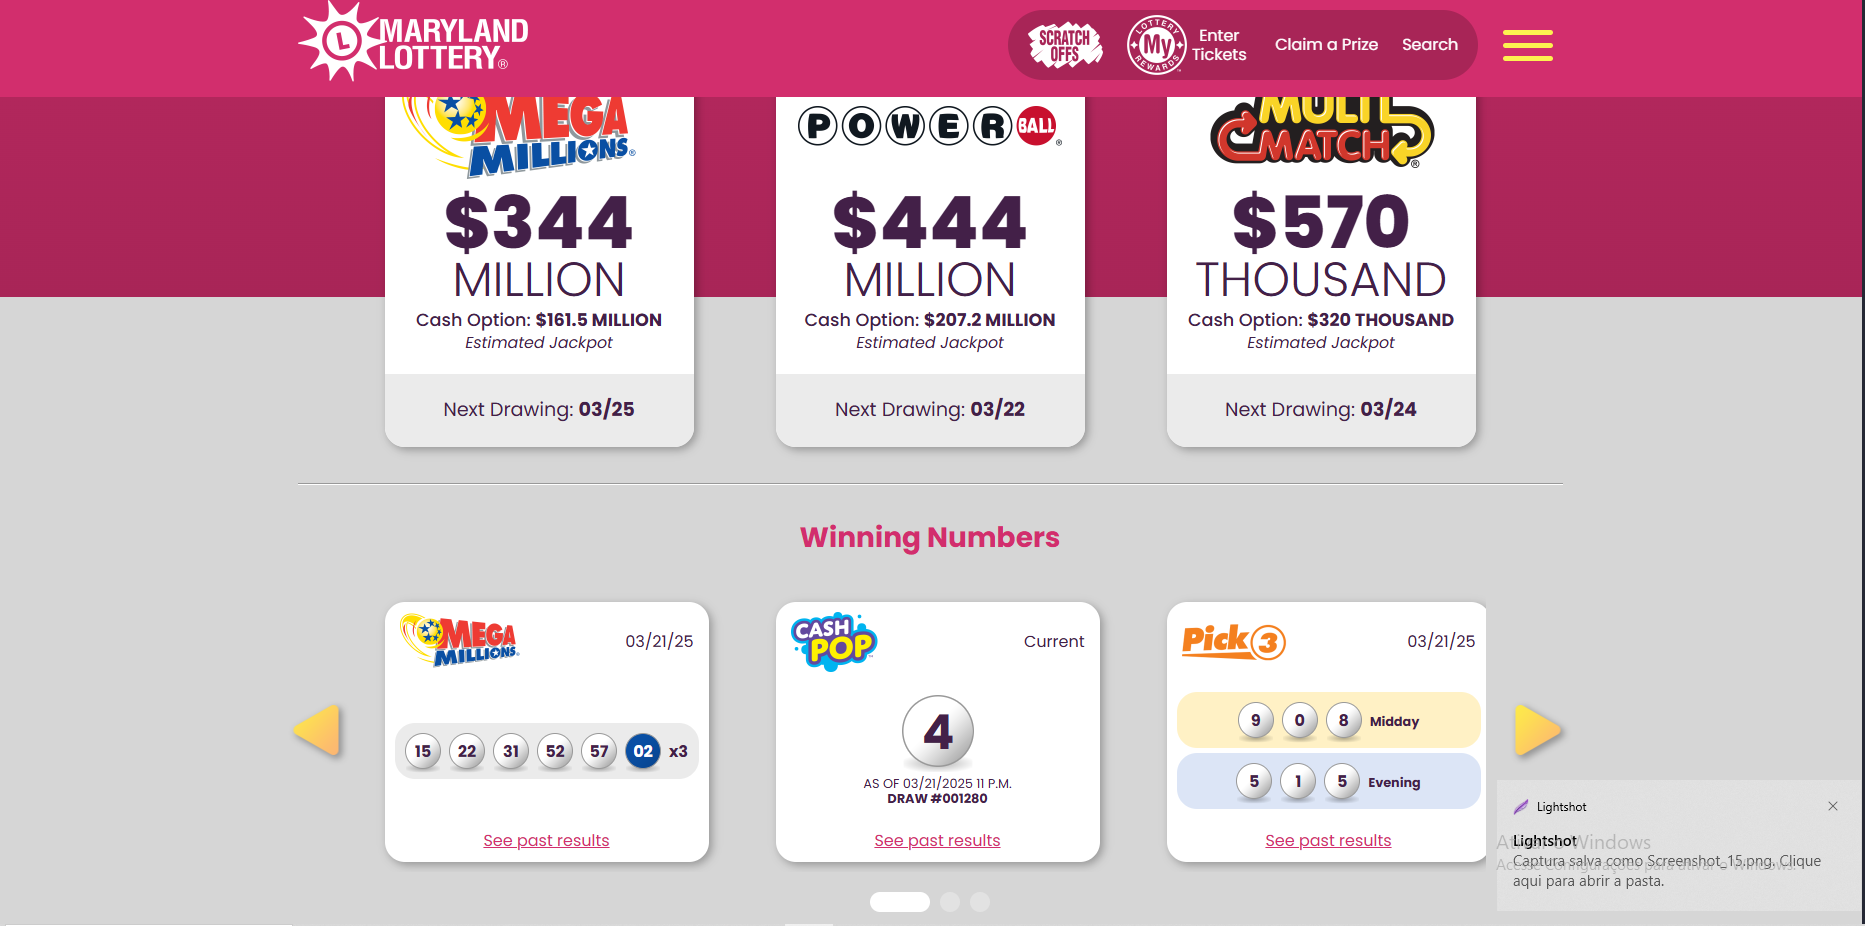 MARYLAND
LOTTERY®
SCRATCH
OFFS
LOTTERY
My
REWARDS
Enter
Tickets
Claim a Prize
Search
MEGA
MILLIONS®
$344
MILLION
Cash Option: $161.5 MILLION
Estimated Jackpot
Next Drawing: 03/25
POWERBALL®
$444
MILLION
Cash Option: $207.2 MILLION
Estimated Jackpot
Next Drawing: 03/22
MULTI
MATCH®
$570
THOUSAND
Cash Option: $320 THOUSAND
Estimated Jackpot
Next Drawing: 03/24
Winning Numbers
MEGA
MILLIONS®
03/21/25
15 22 31 52 57 02 x3
See past results
CASH
POP
Current
4
AS OF 03/21/2025 11 P.M.
DRAW #001280
See past results
Pick 3
03/21/25
9 0 8 Midday
5 1 5 Evening
See past results
Lightshot
Lightshot
Captura salva como Screenshot_15.png. Clique
aqui para abrir a pasta.
Windows
Acesse Configurações para ativar o Windows.